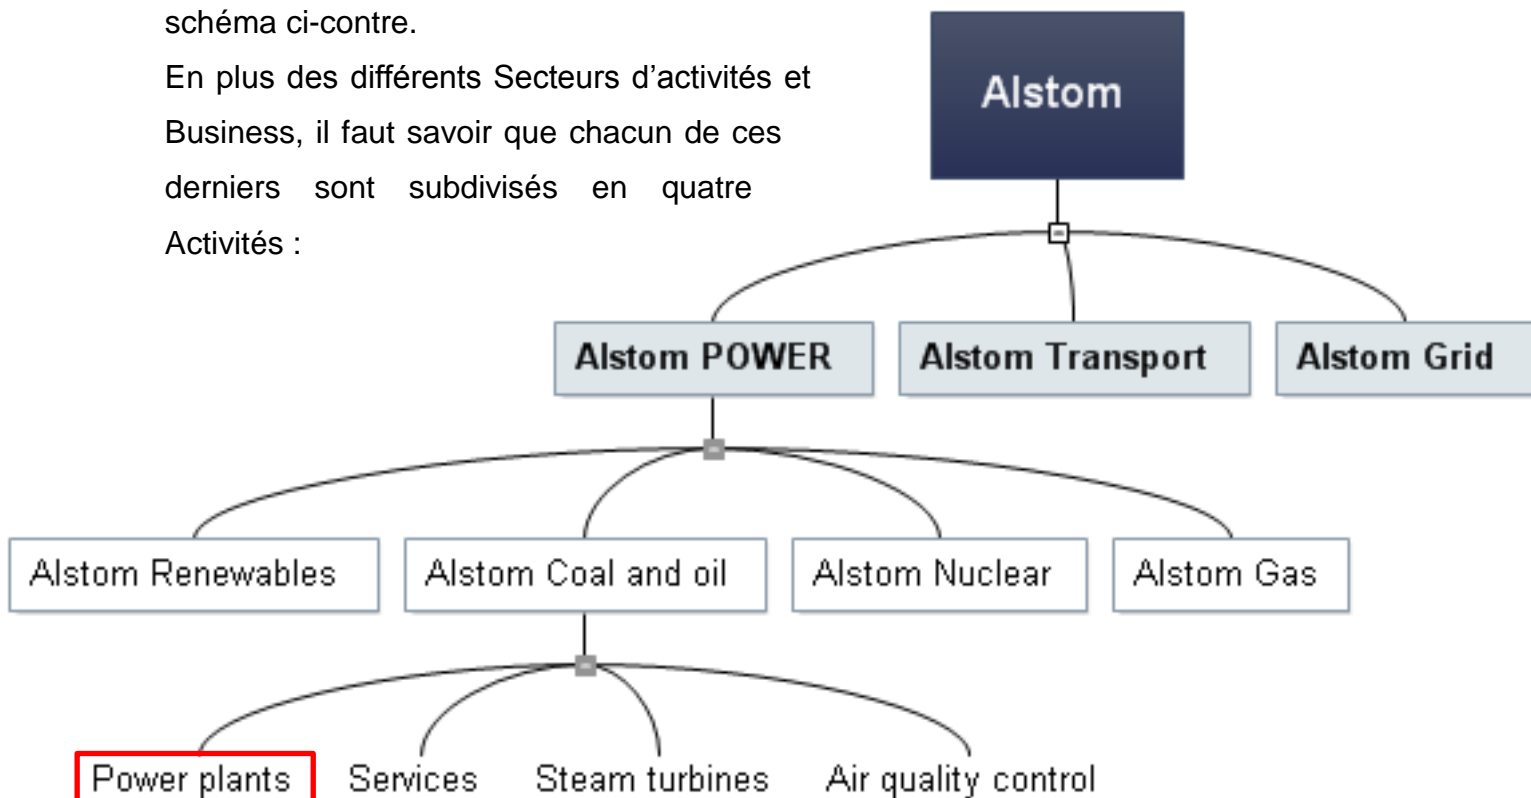 schéma ci-contre.
En plus des différents Secteurs d'activités et
Business, il faut savoir que chacun de ces
derniers sont subdivisés en quatre
Activités :
Alstom
Alstom POWER
Alstom Transport
Alstom Grid
Alstom Renewables
Alstom Coal and oil
Alstom Nuclear
Alstom Gas
Power plants
Services
Steam turbines
Air quality control